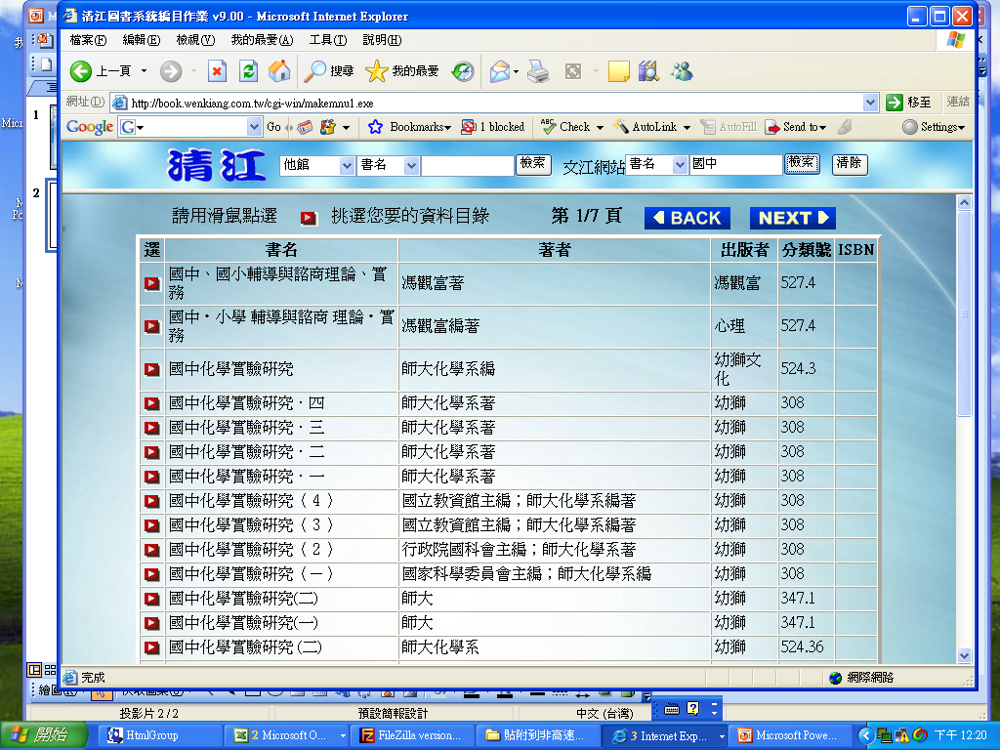 清江圖書系統編目作業 v9.00 - Microsoft Internet Explorer
檔案(F) 編輯(E) 檢視(V) 我的最愛(A) 工具(T) 說明(H)
上一頁 搜尋 我的最愛
網址(D) http://book.wenkiang.com.tw/cgi-win/makemnu1.exe 移至 連結
Google G Go Bookmarks 1 blocked Check AutoLink AutoFill Send to Settings
清江 他館 書名 檢索 文江網站 書名 國中 檢索 清除
請用滑鼠點選 挑選您要的資料目錄 第 1/7 頁 BACK NEXT
選 書名 著者 出版者 分類號 ISBN
國中、國小輔導與諮商理論、實務 馮觀富著 馮觀富 527.4
國中‧小學 輔導與諮商 理論‧實務 馮觀富編著 心理 527.4
國中化學實驗研究 師大化學系編 幼獅文化 524.3
國中化學實驗研究‧四 師大化學系著 幼獅 308
國中化學實驗研究‧三 師大化學系著 幼獅 308
國中化學實驗研究‧二 師大化學系著 幼獅 308
國中化學實驗研究‧一 師大化學系著 幼獅 308
國中化學實驗研究（4） 國立教資館主編；師大化學系編著 幼獅 308
國中化學實驗研究（3） 國立教資館主編；師大化學系編著 幼獅 308
國中化學實驗研究（2） 行政院國科會主編；師大化學系著 幼獅 308
國中化學實驗研究（一） 國家科學委員會主編；師大化學系編 幼獅 308
國中化學實驗研究(二) 師大 幼獅 347.1
國中化學實驗研究(一) 師大 幼獅 347.1
國中化學實驗研究 (二) 師大化學系 幼獅 524.36
完成 網際網路
投影片 2 / 2 預設簡報設計 中文 (台灣)
開始 HtmlGroup 2 Microsoft O... FileZilla version... 貼附到非高速... 3 Internet Exp... Microsoft Powe... 下午 12:20
1
2